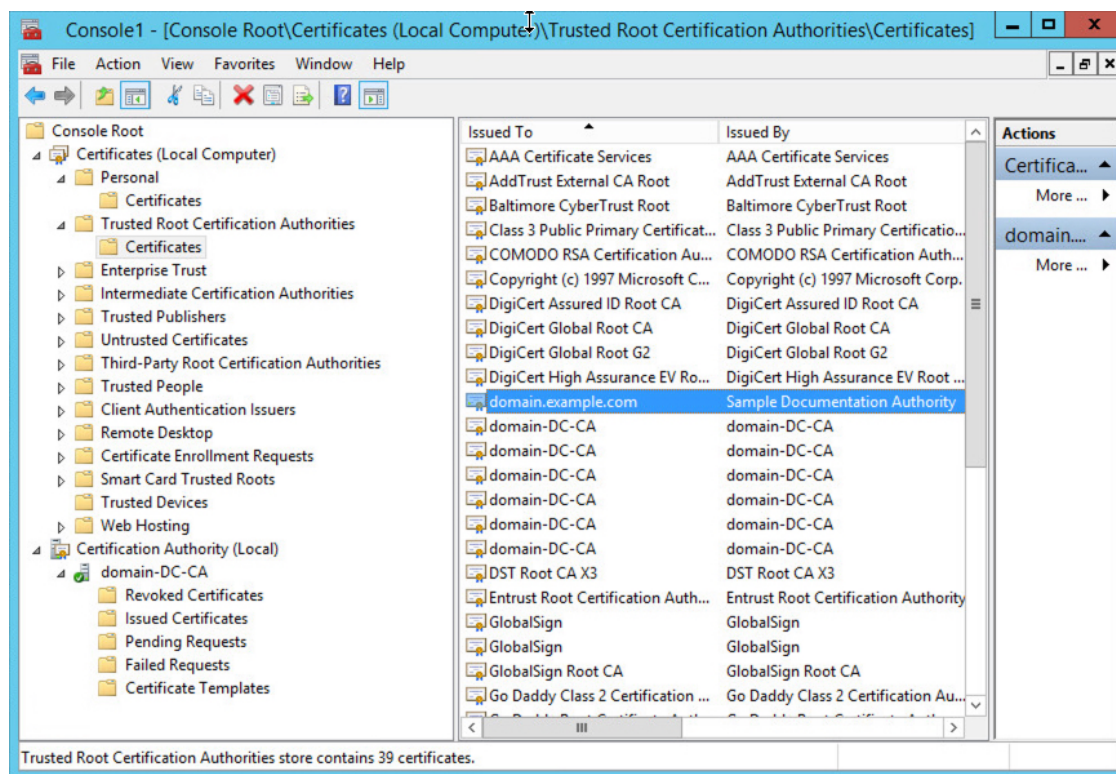 Console1 - [Console Root\Certificates (Local Computer)\Trusted Root Certification Authorities\Certificates]
File Action View Favorites Window Help
Console Root
Certificates (Local Computer)
Personal
Certificates
Trusted Root Certification Authorities
Certificates
Enterprise Trust
Intermediate Certification Authorities
Trusted Publishers
Untrusted Certificates
Third-Party Root Certification Authorities
Trusted People
Client Authentication Issuers
Remote Desktop
Certificate Enrollment Requests
Smart Card Trusted Roots
Trusted Devices
Web Hosting
Certification Authority (Local)
domain-DC-CA
Revoked Certificates
Issued Certificates
Pending Requests
Failed Requests
Certificate Templates
Issued To Issued By
AAA Certificate Services AAA Certificate Services
AddTrust External CA Root AddTrust External CA Root
Baltimore CyberTrust Root Baltimore CyberTrust Root
Class 3 Public Primary Certificat... Class 3 Public Primary Certificatio...
COMODO RSA Certification Au... COMODO RSA Certification Auth...
Copyright (c) 1997 Microsoft C... Copyright (c) 1997 Microsoft Corp.
DigiCert Assured ID Root CA DigiCert Assured ID Root CA
DigiCert Global Root CA DigiCert Global Root CA
DigiCert Global Root G2 DigiCert Global Root G2
DigiCert High Assurance EV Ro... DigiCert High Assurance EV Root ...
domain.example.com Sample Documentation Authority
domain-DC-CA domain-DC-CA
domain-DC-CA domain-DC-CA
domain-DC-CA domain-DC-CA
domain-DC-CA domain-DC-CA
domain-DC-CA domain-DC-CA
domain-DC-CA domain-DC-CA
DST Root CA X3 DST Root CA X3
Entrust Root Certification Auth... Entrust Root Certification Authority
GlobalSign GlobalSign
GlobalSign GlobalSign
GlobalSign Root CA GlobalSign Root CA
Go Daddy Class 2 Certification ... Go Daddy Class 2 Certification Au...
Actions
Certifica...
More ...
domain....
More ...
Trusted Root Certification Authorities store contains 39 certificates.